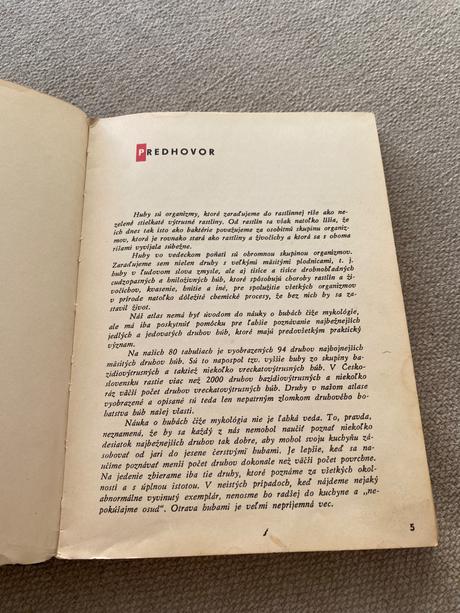 PREDHOVOR
Huby sú organizmy, ktoré zaraďujeme do rastlinnej ríše ako ne-
zelené stielkaté výtrusné rastliny. Od rastlín sa však natoľko líšia, že
ich dnes tak isto ako baktérie považujeme za osobitnú skupinu organiz-
mov, ktorá je rovnako stará ako rastliny a živočíchy a ktorá sa s oboma
ríšami vyvíjala súbežne.
Huby vo vedeckom poňatí sú obromnou skupinou organizmov.
Zaraďujeme sem nielen druhy s veľkými mäsitými plodnicami, t. j.
huby v ľudovom slova zmysle, ale aj tisíce a tisíce drobnohľadných
cudzopasných a hniložívnych húb, ktoré spôsobujú choroby rastlín a ži-
vočíchov, kvasenie, hnitie a iné, pre spolužitie všetkých organizmov
v prírode natoľko dôležité chemické procesy, že bez nich by sa za-
stavil život.
Náš atlas nemá byť úvodom do náuky o hubách čiže mykológie,
ale má iba poskytnúť pomôcku pre ľahšie poznávanie najbežnejších
jedlých a jedovatých druhov húb, ktoré majú predovšetkým praktický
význam.
Na našich 80 tabuliach je vyobrazených 94 druhov najhojnejších
mäsitých druhov húb. Sú to napospol tzv. vyššie huby zo skupiny ba-
zídiovýtrusných a taktiež niekoľko vreckatovýtrusných húb. V Česko-
slovensku rastie viac než 2000 druhov bazídiovýtrusných a niekoľko
ráz väčší počet druhov vreckatovýtrusných húb. Druhy v našom atlase
vyobrazené a opísané sú teda len nepatrným zlomkom druhového bo-
hatstva húb našej vlasti.
Náuka o hubách čiže mykológia nie je ľahká veda. To, pravda,
neznamená, že by sa každý z nás nemohol naučiť poznať niekoľko
desiatok najbežnejších druhov tak dobre, aby mohol svoju kuchyňu zá-
sobovať od jari do jesene čerstvými hubami. Je lepšie, keď sa na-
učíme poznávať menší počet druhov dokonale než väčší počet povrchne.
Na jedenie zbierame iba tie druhy, ktoré poznáme za všetkých okol-
ností a s úplnou istotou. V neistých prípadoch, keď nájdeme nejaký
abnormálne vyvinutý exemplár, nenosme ho radšej do kuchyne a „ne-
pokúšajme osud“. Otrava hubami je veľmi nepríjemná vec.
5